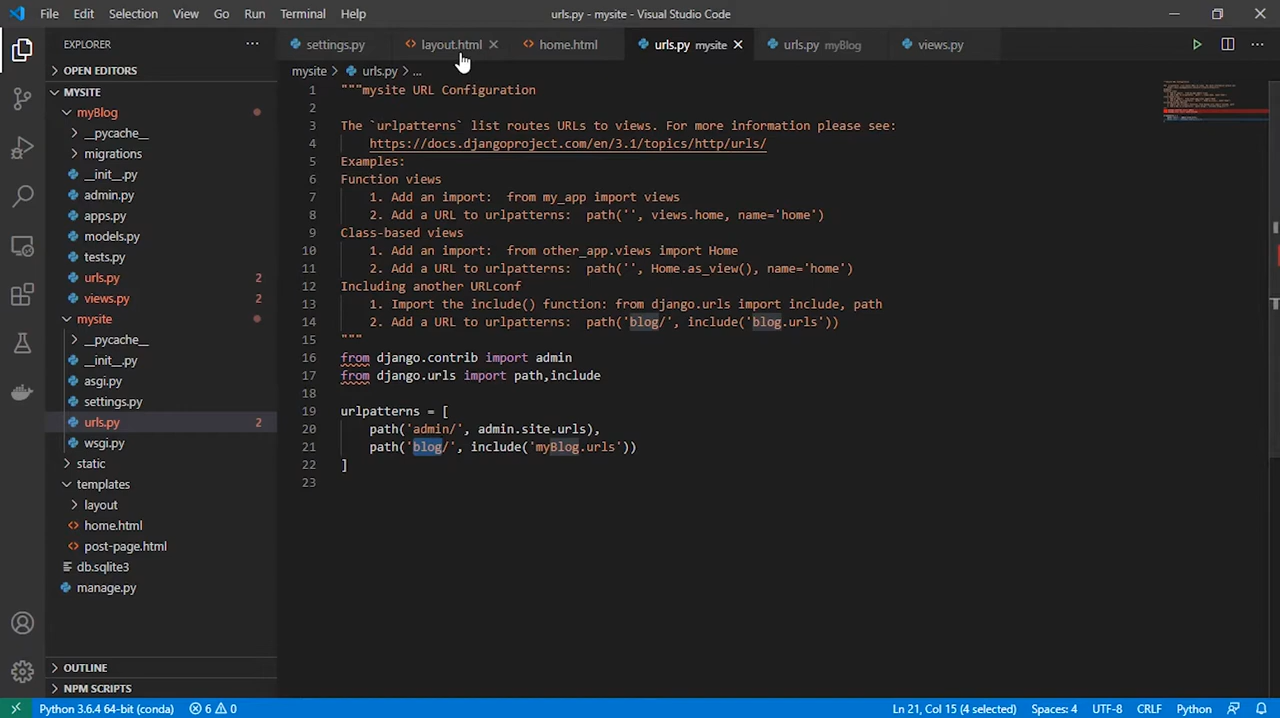 File Edit Selection View Go Run Terminal Help urls.py - mysite - Visual Studio Code
EXPLORER ... settings.py layout.html home.html urls.py mysite urls.py myBlog views.py
OPEN EDITORS
MYSITE
myBlog
__pycache__
migrations
__init__.py
admin.py
apps.py
models.py
tests.py
urls.py 2
views.py 2
mysite
__pycache__
__init__.py
asgi.py
settings.py
urls.py 2
wsgi.py
static
templates
layout
home.html
post-page.html
db.sqlite3
manage.py
OUTLINE
NPM SCRIPTS
mysite > urls.py > ...
1 """mysite URL Configuration
2
3 The `urlpatterns` list routes URLs to views. For more information please see:
4 https://docs.djangoproject.com/en/3.1/topics/http/urls/
5 Examples:
6 Function views
7 1. Add an import:  from my_app import views
8 2. Add a URL to urlpatterns:  path('', views.home, name='home')
9 Class-based views
10 1. Add an import:  from other_app.views import Home
11 2. Add a URL to urlpatterns:  path('', Home.as_view(), name='home')
12 Including another URLconf
13 1. Import the include() function: from django.urls import include, path
14 2. Add a URL to urlpatterns:  path('blog/', include('blog.urls'))
15 """
16 from django.contrib import admin
17 from django.urls import path,include
18
19 urlpatterns = [
20 path('admin/', admin.site.urls),
21 path('blog/', include('myBlog.urls'))
22 ]
23
Python 3.6.4 64-bit (conda) 6 0 Ln 21, Col 15 (4 selected) Spaces: 4 UTF-8 CRLF Python